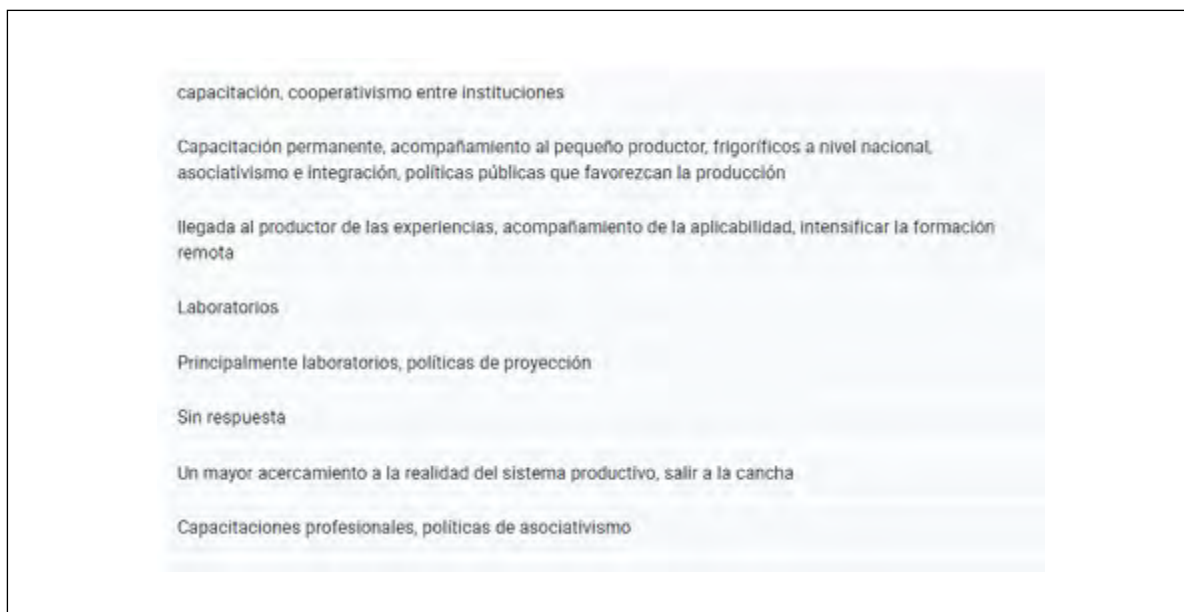 capacitación, cooperativismo entre instituciones
Capacitación permanente, acompañamiento al pequeño productor, frigoríficos a nivel nacional,
asociativismo e integración, políticas públicas que favorezcan la producción
llegada al productor de las experiencias, acompañamiento de la aplicabilidad, intensificar la formación
remota
Laboratorios
Principalmente laboratorios, políticas de proyección
Sin respuesta
Un mayor acercamiento a la realidad del sistema productivo, salir a la cancha
Capacitaciones profesionales, políticas de asociativismo